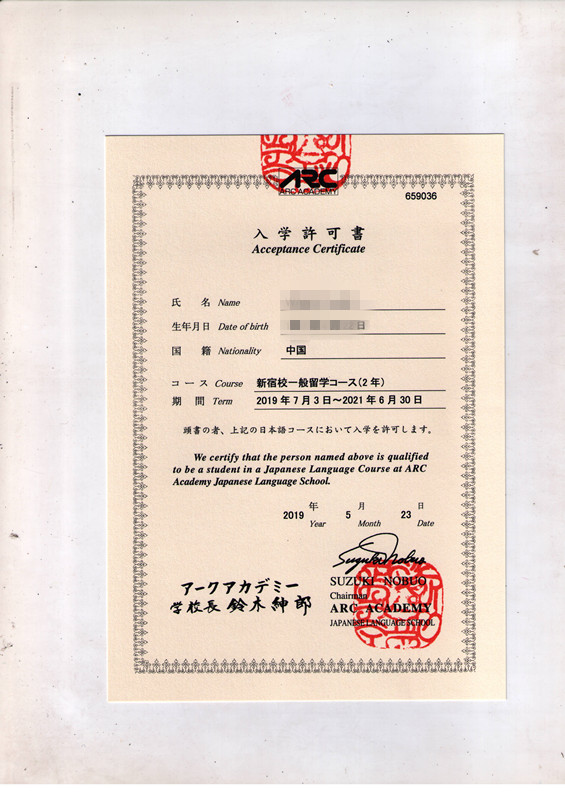 ARC
ARC ACADEMY
659036
入学許可書
Acceptance Certificate
氏 名 Name
生年月日 Date of birth 日
国 籍 Nationality 中国
コース Course 新宿校一般留学コース(2年)
期 間 Term 2019年7月3日～2021年6月30日
頭書の者、上記の日本語コースにおいて入学を許可します。
We certify that the person named above is qualified
to be a student in a Japanese Language Course at ARC
Academy Japanese Language School.
年 月 日
2019 5 23
Year Month Date
Suzuki Nobuo
アークアカデミー
学校長 鈴木紳郎
SUZUKI NOBUO
Chairman
ARC ACADEMY
JAPANESE LANGUAGE SCHOOL